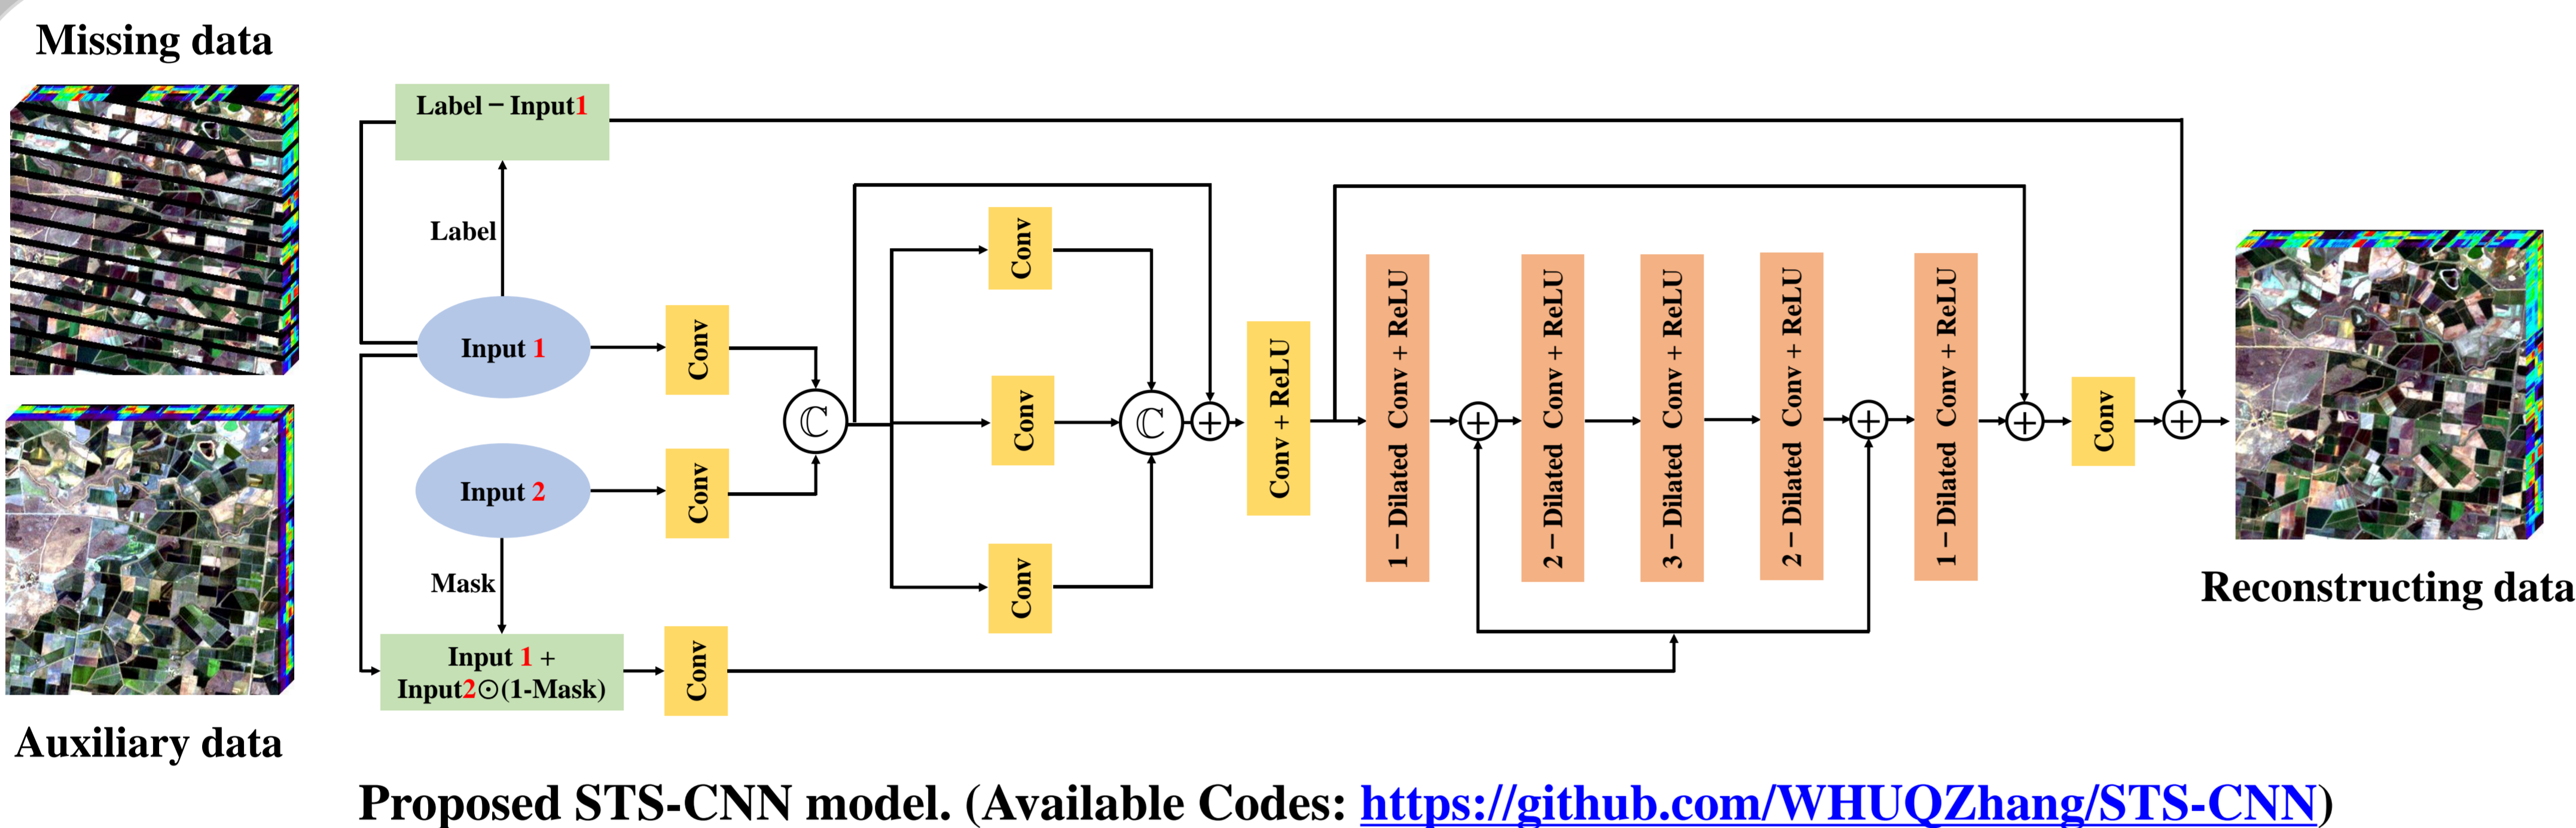 Missing data
Label − Input1
Label
Input 1
Conv
ℂ
Input 2
Conv
Mask
Input 1 +
Input2⊙(1-Mask)
Conv
Conv
Conv
Conv
ℂ
+
Conv + ReLU
1 − Dilated Conv + ReLU
+
2 − Dilated Conv + ReLU
3 − Dilated Conv + ReLU
2 − Dilated Conv + ReLU
+
1 − Dilated Conv + ReLU
+
Conv
+
Reconstructing data
Auxiliary data
Proposed STS-CNN model. (Available Codes: https://github.com/WHUQZhang/STS-CNN)